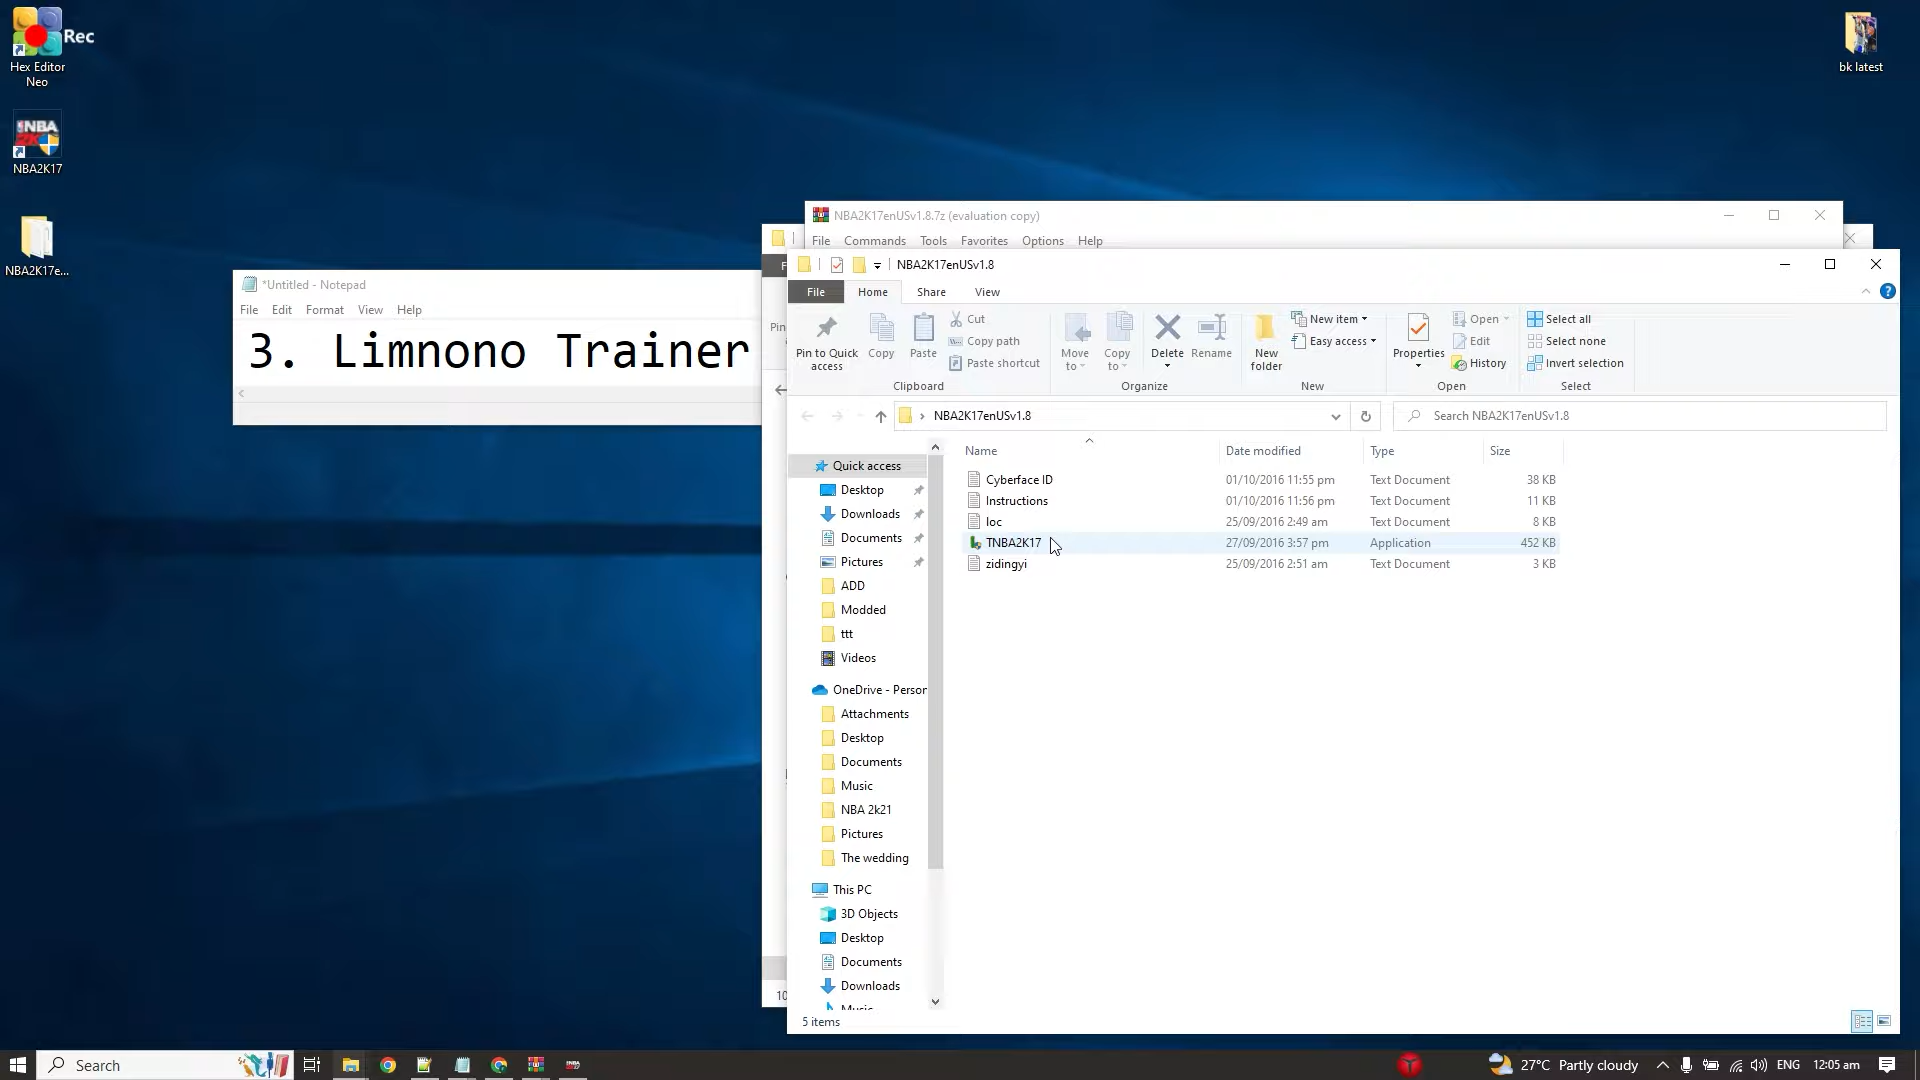 Rec
Hex Editor
Neo
NBA2K17
NBA2K17e...
bk latest
NBA2K17enUSv1.8.7z (evaluation copy)
File Commands Tools Favorites Options Help
*Untitled - Notepad
File Edit Format View Help
3. Limnono Trainer
NBA2K17enUSv1.8
File Home Share View
Pin to Quick
access
Copy
Paste
Cut
Copy path
Paste shortcut
Clipboard
Move
to
Copy
to
Delete
Rename
Organize
New
folder
New item
Easy access
New
Properties
Open
Edit
History
Open
Select all
Select none
Invert selection
Select
NBA2K17enUSv1.8
Search NBA2K17enUSv1.8
Name Date modified Type Size
Cyberface ID 01/10/2016 11:55 pm Text Document 38 KB
Instructions 01/10/2016 11:56 pm Text Document 11 KB
loc 25/09/2016 2:49 am Text Document 8 KB
TNBA2K17 27/09/2016 3:57 pm Application 452 KB
zidingyi 25/09/2016 2:51 am Text Document 3 KB
Quick access
Desktop
Downloads
Documents
Pictures
ADD
Modded
ttt
Videos
OneDrive - Person
Attachments
Desktop
Documents
Music
NBA 2k21
Pictures
The wedding
This PC
3D Objects
Desktop
Documents
Downloads
Music
5 items
Search
27°C Partly cloudy
ENG
12:05 am